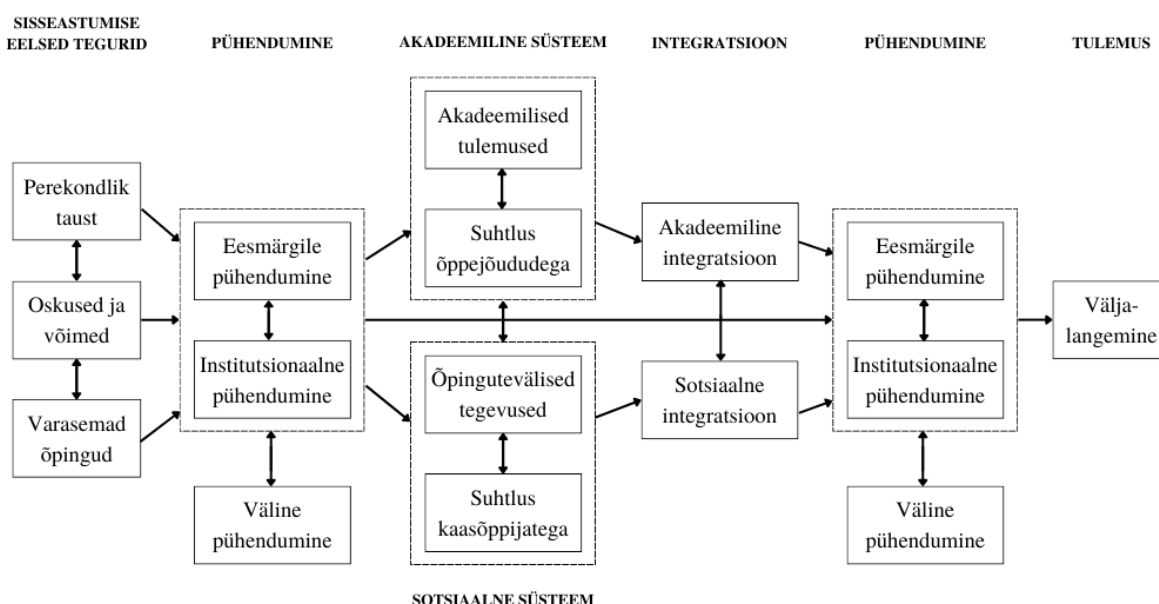 SISSEASTUMISE
EELSED TEGURID
PÜHENDUMINE
AKADEEMILINE SÜSTEEM
INTEGRATSIOON
PÜHENDUMINE
TULEMUS
Perekondlik
taust
Oskused ja
võimed
Varasemad
õpingud
Eesmärgile
pühendumine
Institutsionaalne
pühendumine
Väline
pühendumine
Akadeemilised
tulemused
Suhtlus
õppejõududega
Õpingutevälised
tegevused
Suhtlus
kaasõppijatega
SOTSIAALNE SÜSTEEM
Akadeemiline
integratsioon
Sotsiaalne
integratsioon
Eesmärgile
pühendumine
Institutsionaalne
pühendumine
Väline
pühendumine
Välja-
langemine